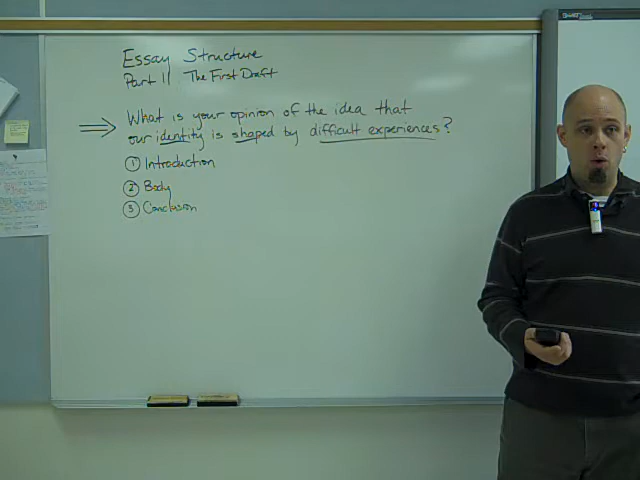 Essay Structure
Part II The First Draft
What is your opinion of the idea that
our identity is shaped by difficult experiences?
① Introduction
② Body
③ Conclusion